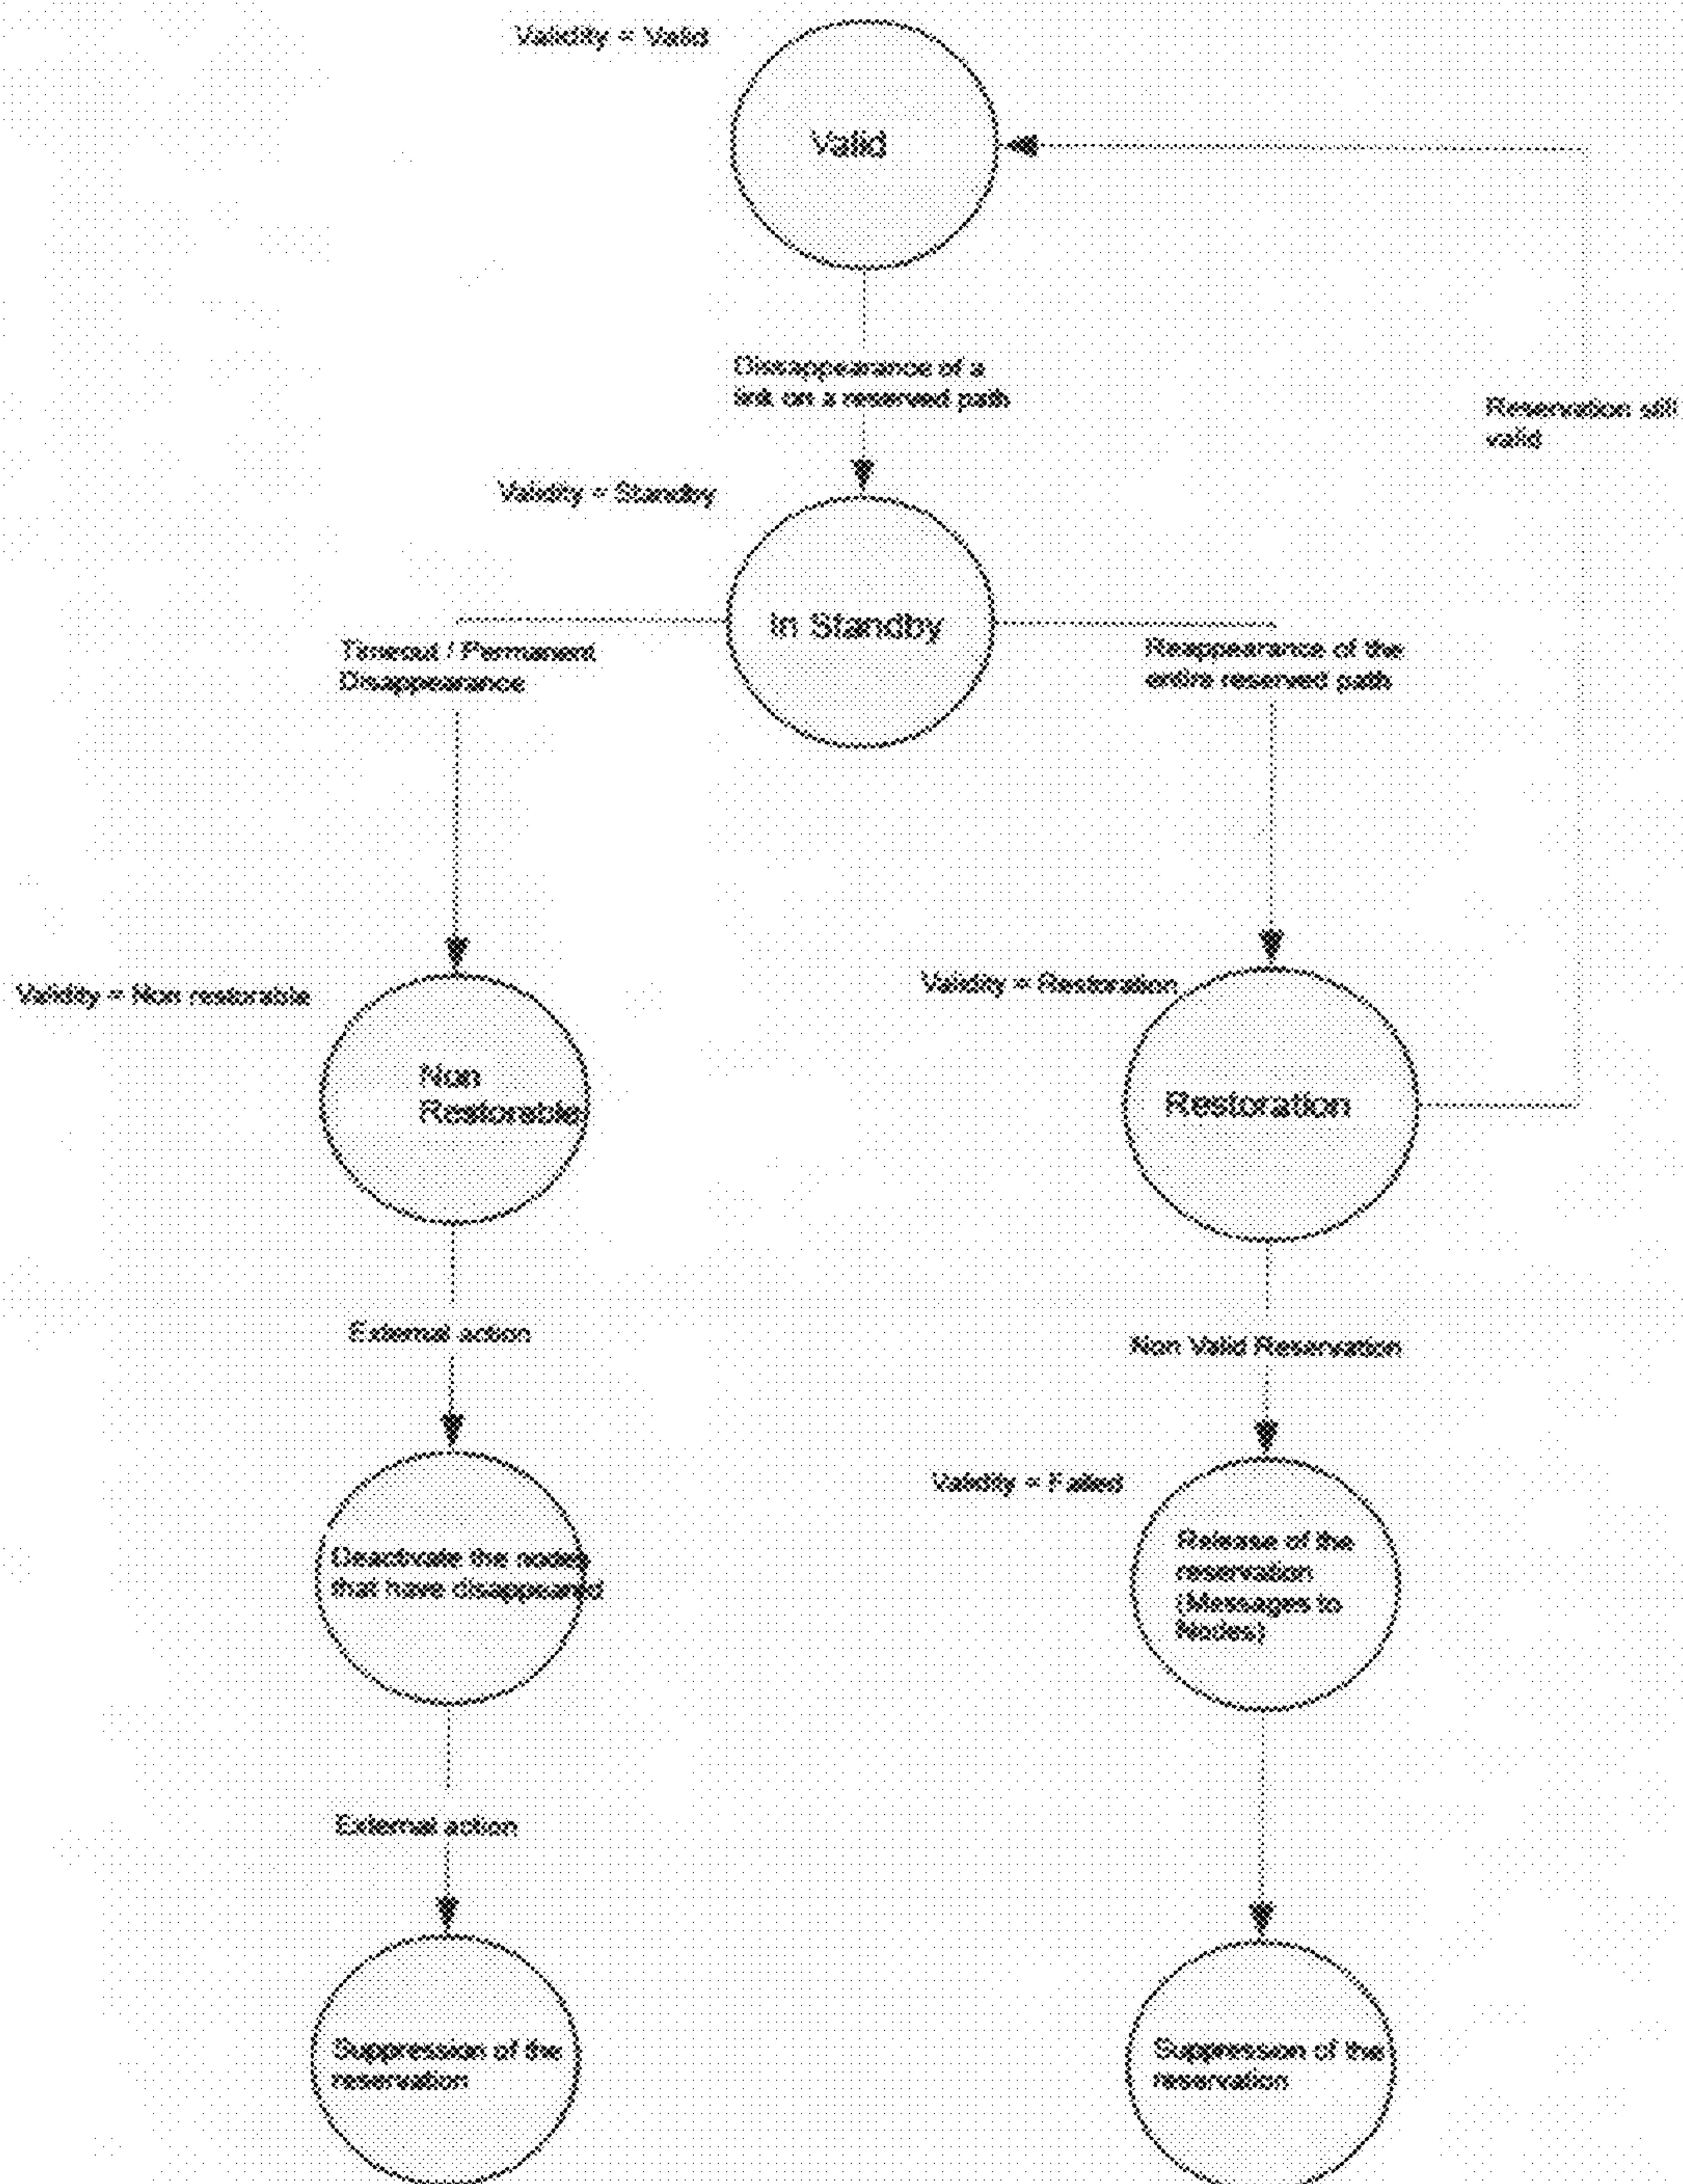 Validity = Valid
Valid
Disappearance of a
link on a reserved path
Reservation still
valid
Validity = Standby
In Standby
Timeout / Permanent
Disappearance
Reappearance of the
entire reserved path
Validity = Non restorable
Validity = Restoration
Non
Restorable
Restoration
External action
Non Valid Reservation
Validity = Failed
Deactivate the nodes
that have disappeared
Release of the
reservation
(Messages to
Nodes)
External action
Suppression of the
reservation
Suppression of the
reservation